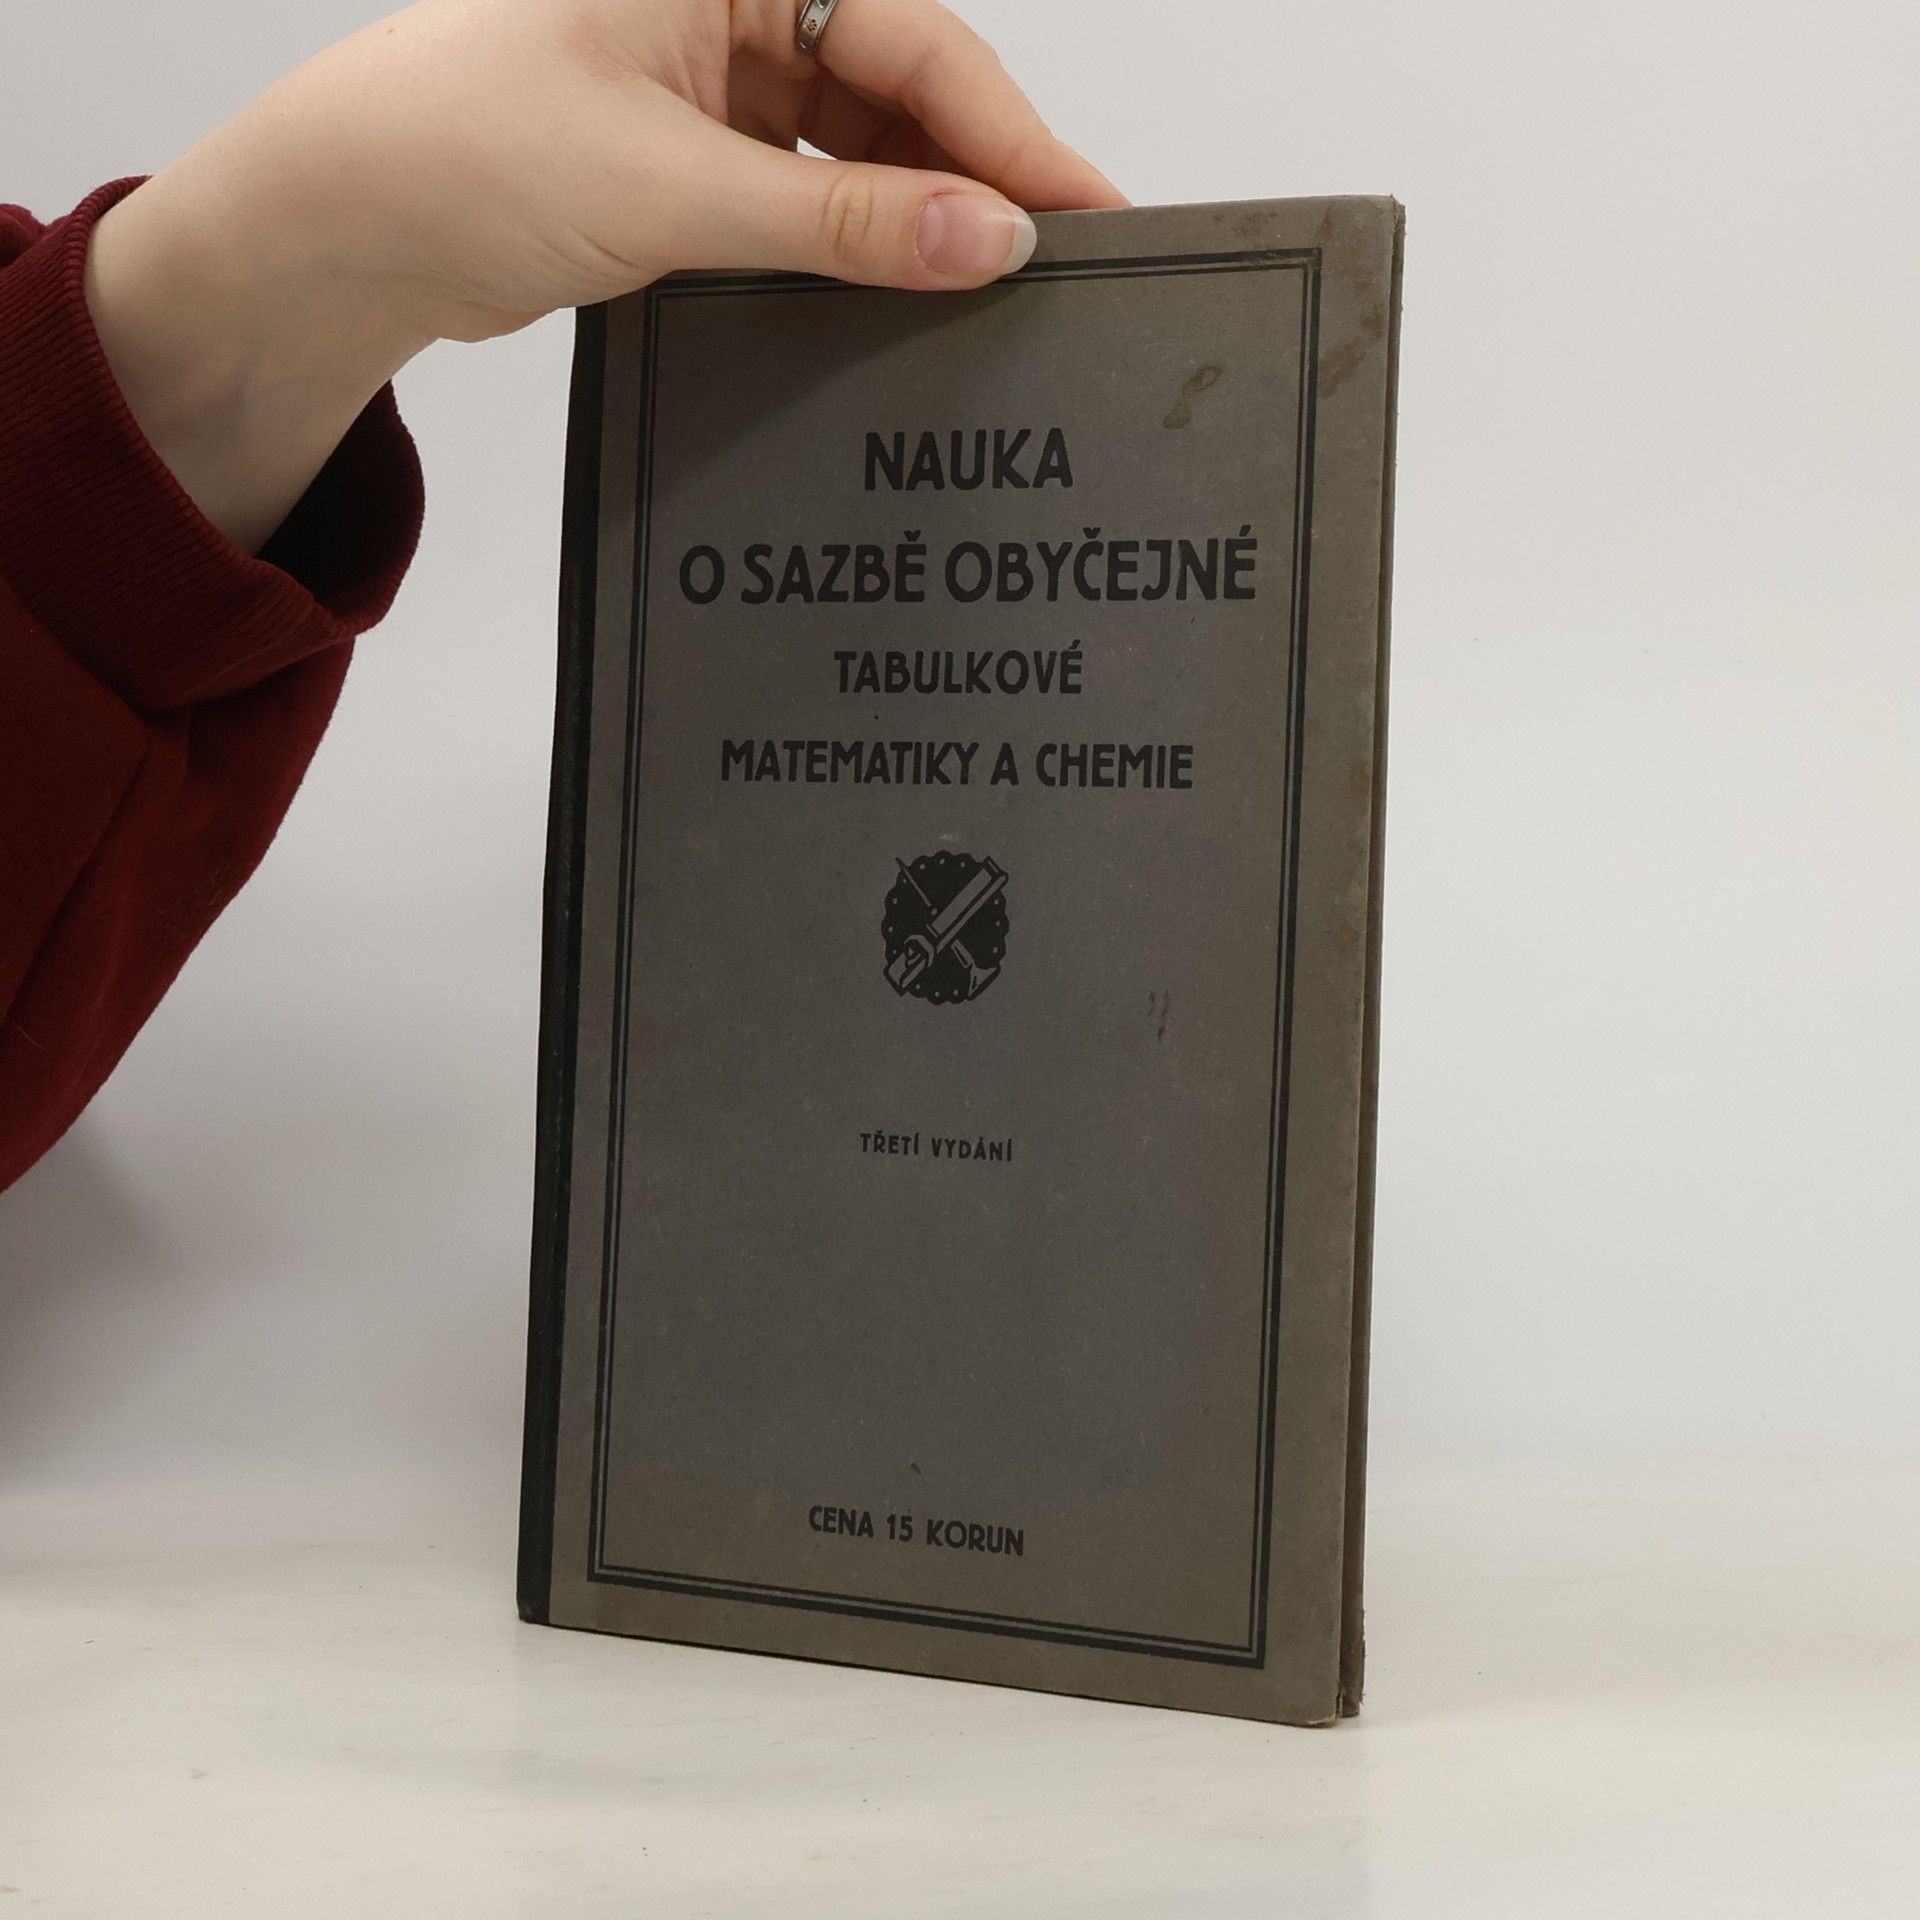 NAUKA
O SAZBĚ OBYČEJNÉ
TABULKOVÉ
MATEMATIKY A CHEMIE
TŘETÍ VYDÁNÍ
CENA 15 KORUN